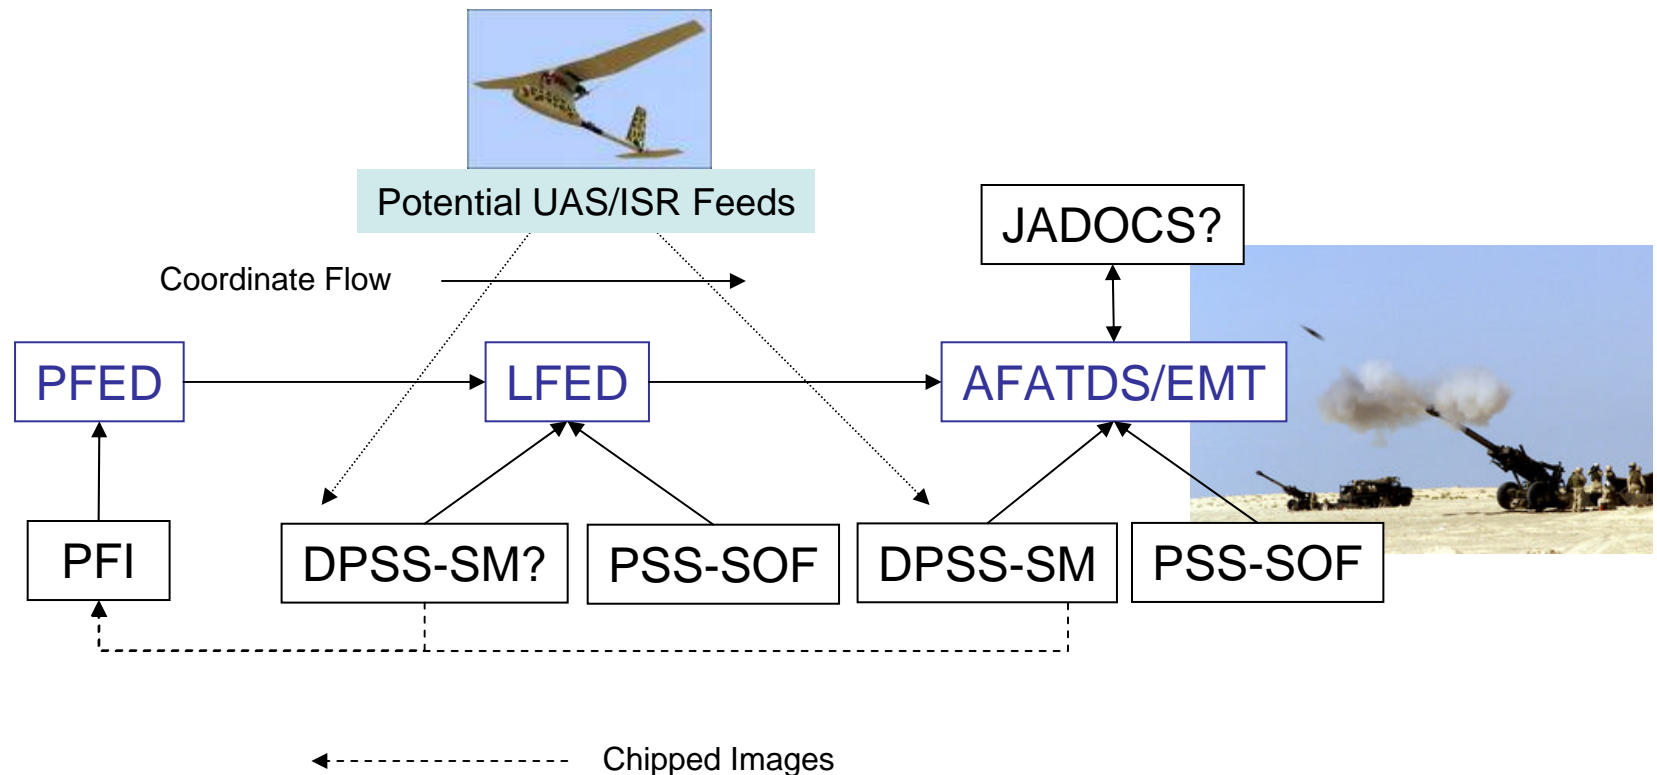 Potential UAS/ISR Feeds
JADOCS?
Coordinate Flow
PFED
LFED
AFATDS/EMT
PFI
DPSS-SM?
PSS-SOF
DPSS-SM
PSS-SOF
Chipped Images